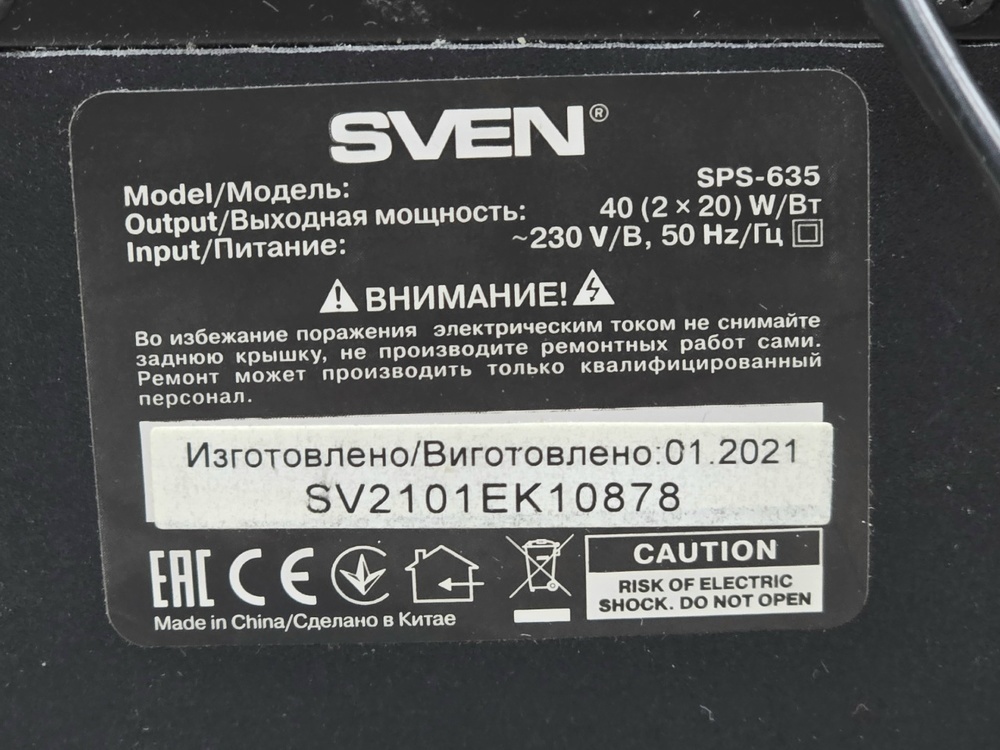 SVEN®
Model/Модель: SPS-635
Output/Выходная мощность: 40 (2 × 20) W/Вт
Input/Питание: ~230 V/В, 50 Hz/Гц
ВНИМАНИЕ!
Во избежание поражения электрическим током не снимайте
заднюю крышку, не производите ремонтных работ сами.
Ремонт может производить только квалифицированный
персонал.
Изготовлено/Виготовлено:01.2021
SV2101EK10878
EAC CE
CAUTION
RISK OF ELECTRIC
SHOCK. DO NOT OPEN
Made in China/Сделано в Китае